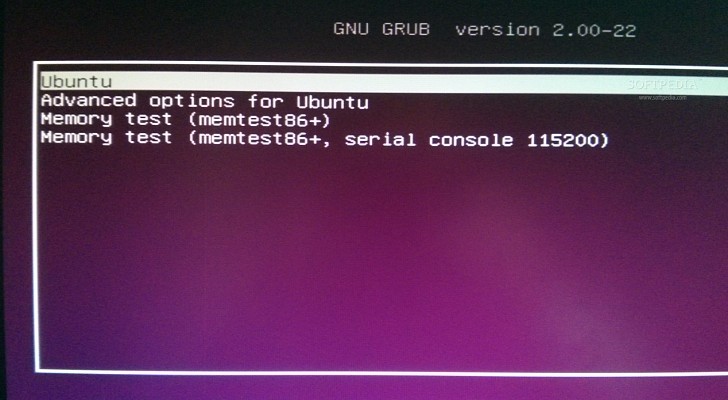 GNU GRUB  version 2.00-22
Ubuntu
SOFTPEDIA
www.softpedia.com
Advanced options for Ubuntu
Memory test (memtest86+)
Memory test (memtest86+, serial console 115200)